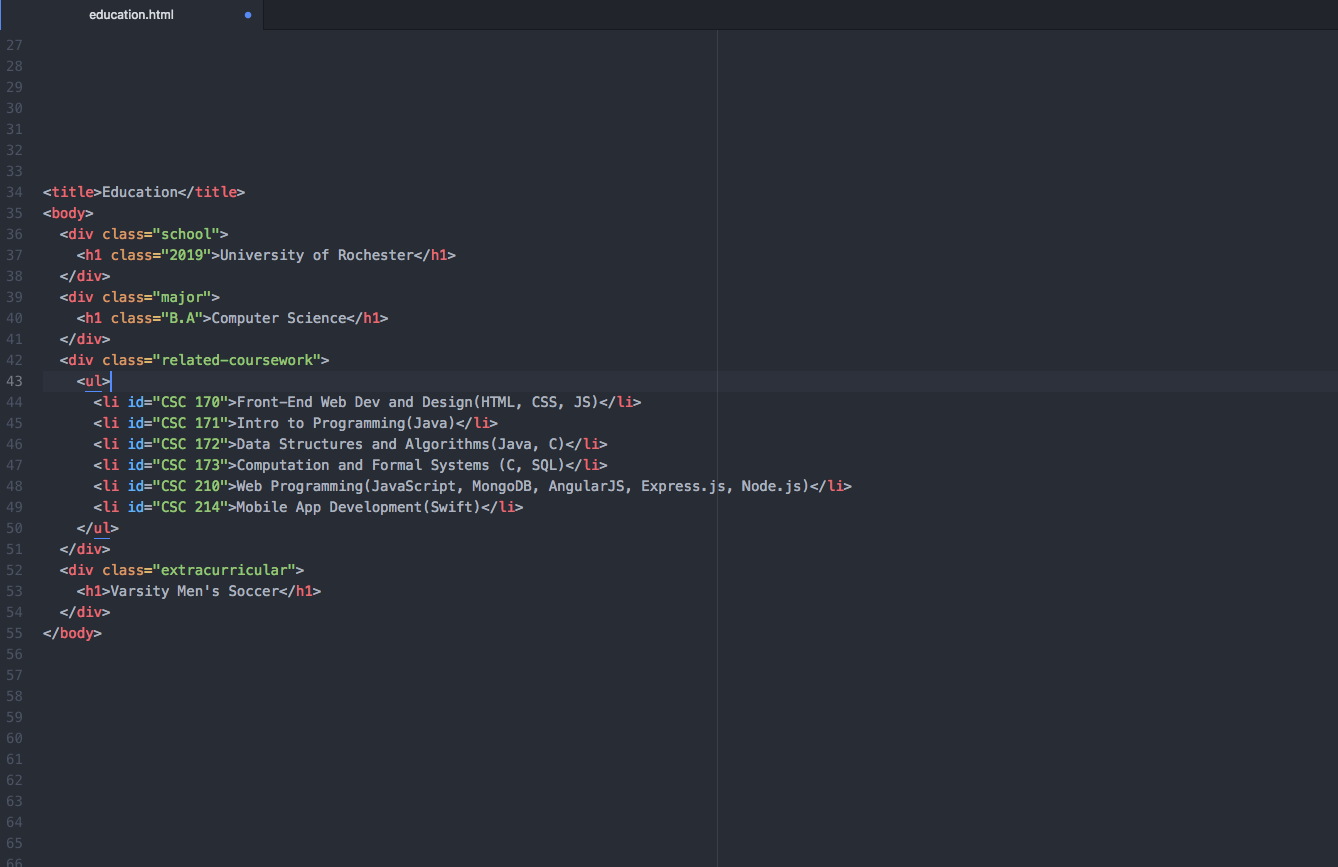 education.html
27
28
29
30
31
32
33
34 <title>Education</title>
35 <body>
36   <div class="school">
37     <h1 class="2019">University of Rochester</h1>
38   </div>
39   <div class="major">
40     <h1 class="B.A">Computer Science</h1>
41   </div>
42   <div class="related-coursework">
43     <ul>
44       <li id="CSC 170">Front-End Web Dev and Design(HTML, CSS, JS)</li>
45       <li id="CSC 171">Intro to Programming(Java)</li>
46       <li id="CSC 172">Data Structures and Algorithms(Java, C)</li>
47       <li id="CSC 173">Computation and Formal Systems (C, SQL)</li>
48       <li id="CSC 210">Web Programming(JavaScript, MongoDB, AngularJS, Express.js, Node.js)</li>
49       <li id="CSC 214">Mobile App Development(Swift)</li>
50     </ul>
51   </div>
52   <div class="extracurricular">
53     <h1>Varsity Men's Soccer</h1>
54   </div>
55 </body>
56
57
58
59
60
61
62
63
64
65
66